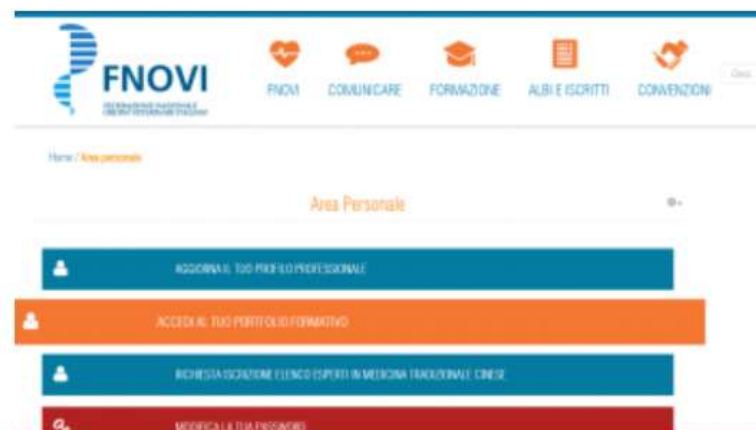 FNOVI
FEDERAZIONE NAZIONALE
ORDINI VETERINARI ITALIANI
FNOVI COMUNICARE FORMAZIONE ALBI E ISCRITTI CONVENZIONI
Home / Area personale
Area Personale
AGGIORNA IL TUO PROFILO PROFESSIONALE
ACCEDI AL TUO PORTFOLIO FORMATIVO
RICHIESTA ISCRIZIONE ELENCO ESPERTI IN MEDICINA TRADIZIONALE CINESE
MODIFICA LA TUA PASSWORD